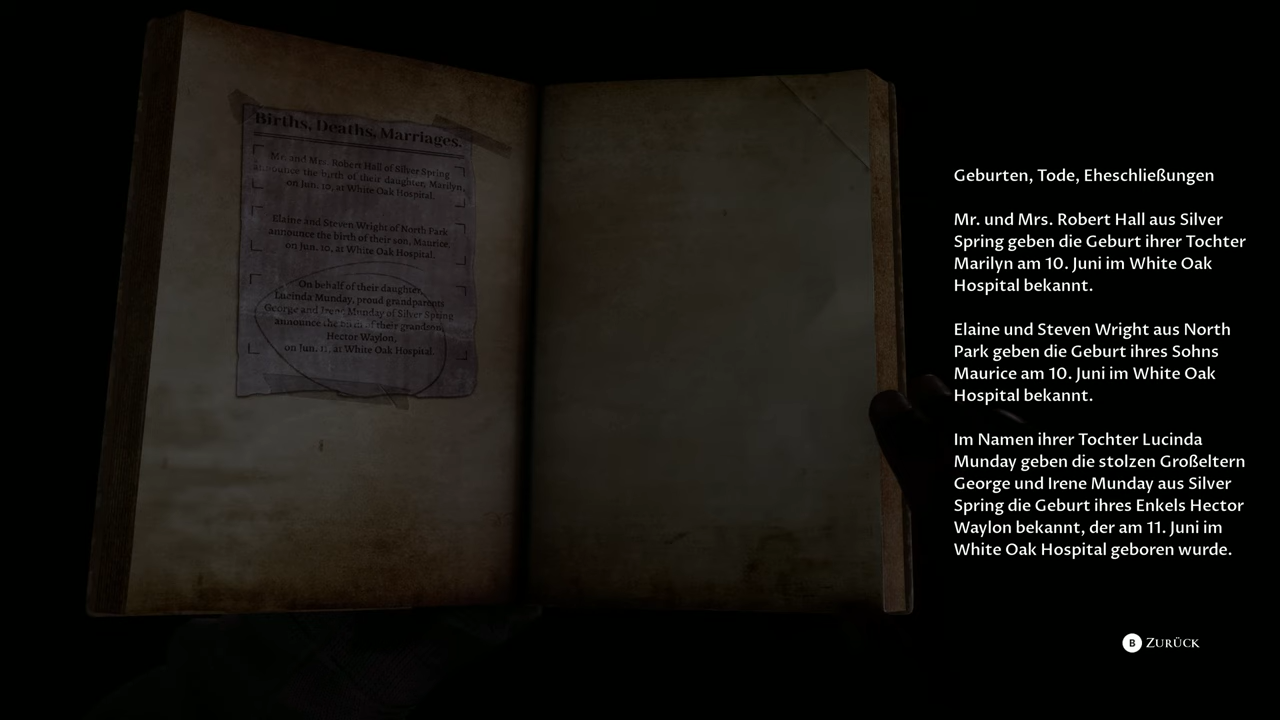 Births, Deaths, Marriages.
Mr. and Mrs. Robert Hall of Silver Spring
announce the birth of their daughter, Marilyn,
on Jun. 10, at White Oak Hospital.
Elaine and Steven Wright of North Park
announce the birth of their son, Maurice,
on Jun. 10, at White Oak Hospital.
On behalf of their daughter,
Lucinda Munday, proud grandparents
George and Irene Munday of Silver Spring
announce the birth of their grandson,
Hector Waylon,
on Jun. 11, at White Oak Hospital.
Geburten, Tode, Eheschließungen
Mr. und Mrs. Robert Hall aus Silver
Spring geben die Geburt ihrer Tochter
Marilyn am 10. Juni im White Oak
Hospital bekannt.
Elaine und Steven Wright aus North
Park geben die Geburt ihres Sohns
Maurice am 10. Juni im White Oak
Hospital bekannt.
Im Namen ihrer Tochter Lucinda
Munday geben die stolzen Großeltern
George und Irene Munday aus Silver
Spring die Geburt ihres Enkels Hector
Waylon bekannt, der am 11. Juni im
White Oak Hospital geboren wurde.
B ZURÜCK